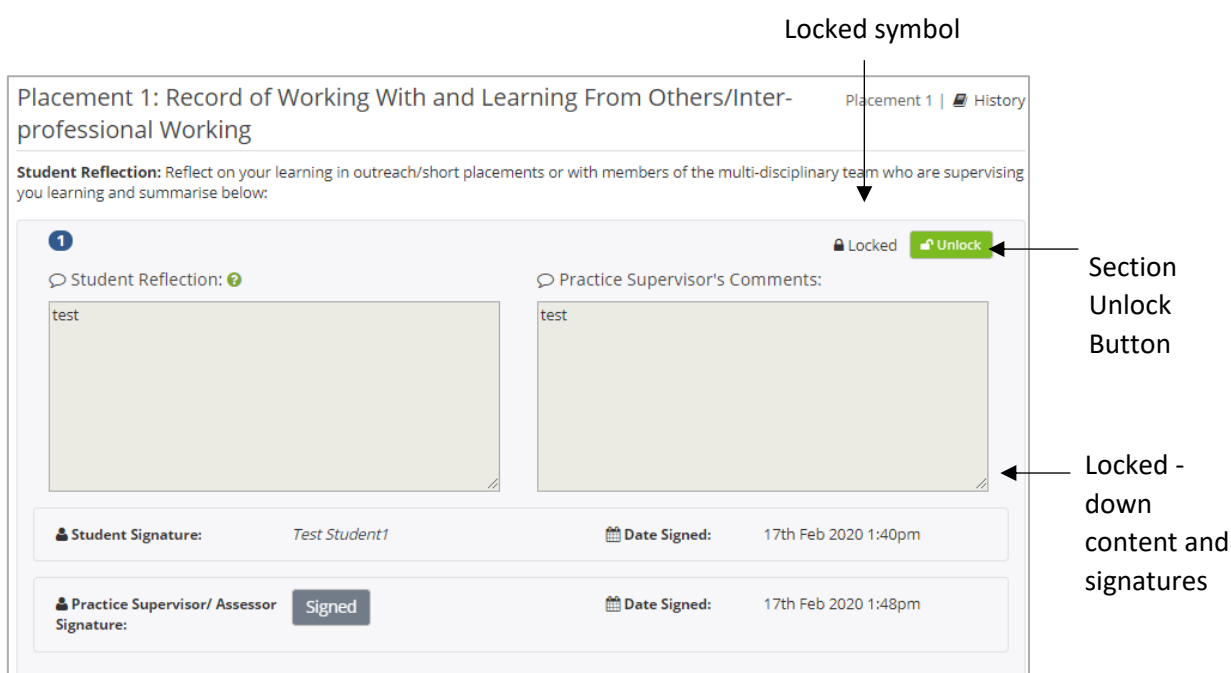 Locked symbol
Placement 1: Record of Working With and Learning From Others/Inter-
professional Working
Placement 1 | History
Student Reflection: Reflect on your learning in outreach/short placements or with members of the multi-disciplinary team who are supervising
you learning and summarise below:
1
Locked
Unlock
Section
Unlock
Button
Student Reflection:
Practice Supervisor's Comments:
test
test
Locked -
down
content and
signatures
Student Signature:
Test Student1
Date Signed:
17th Feb 2020 1:40pm
Practice Supervisor/ Assessor
Signature:
Signed
Date Signed:
17th Feb 2020 1:48pm